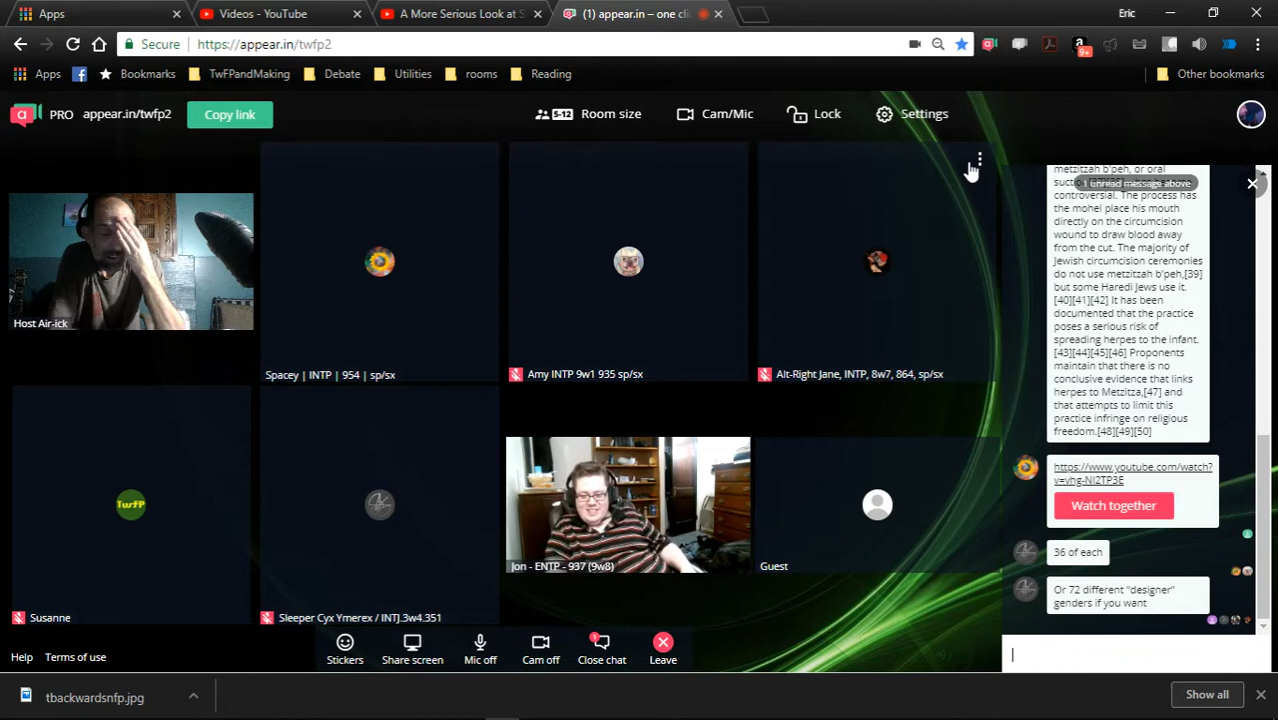 Apps
Videos - YouTube
A More Serious Look at S
(1) appear.in – one cli
Eric
Secure
https://appear.in/twfp2
9+
Apps
Bookmarks
TwFPandMaking
Debate
Utilities
rooms
Reading
Other bookmarks
a
PRO
appear.in/twfp2
Copy link
5-12
Room size
Cam/Mic
Lock
Settings
Host Air-ick
Spacey | INTP | 954 | sp/sx
Amy INTP 9w1 935 sp/sx
Alt-Right Jane, INTP, 8w7, 864, sp/sx
TwfP
Susanne
Sleeper Cyx Ymerex / INTJ.3w4.351
Jon - ENTP - 937 (9w8)
Guest
metzitzah b'peh, or oral
1 unread message above
controversial. The process has
the mohel place his mouth
directly on the circumcision
wound to draw blood away
from the cut. The majority of
Jewish circumcision ceremonies
do not use metzitzah b'peh,[39]
but some Haredi Jews use it.
[40][41][42] It has been
documented that the practice
poses a serious risk of
spreading herpes to the infant.
[43][44][45][46] Proponents
maintain that there is no
conclusive evidence that links
herpes to Metzitza,[47] and
that attempts to limit this
practice infringe on religious
freedom.[48][49][50]
https://www.youtube.com/watch?
v=vhg-NI2TP3E
Watch together
36 of each
Or 72 different "designer"
genders if you want
Help
Terms of use
Stickers
Share screen
Mic off
Cam off
1
Close chat
Leave
tbackwardsnfp.jpg
Show all